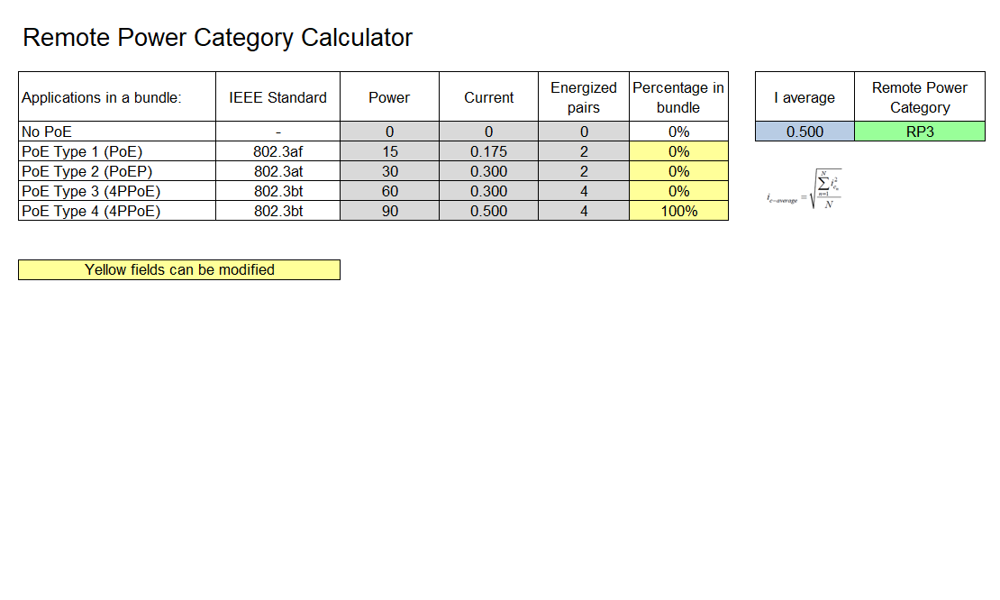 Remote Power Category Calculator
Applications in a bundle: IEEE Standard Power Current Energized pairs Percentage in bundle
No PoE - 0 0 0 0%
PoE Type 1 (PoE) 802.3af 15 0.175 2 0%
PoE Type 2 (PoEP) 802.3at 30 0.300 2 0%
PoE Type 3 (4PPoE) 802.3bt 60 0.300 4 0%
PoE Type 4 (4PPoE) 802.3bt 90 0.500 4 100%
I average Remote Power Category
0.500 RP3
i_{c-average} = √(∑_{n=1}^{N} i_{c_n}^2 / N)
Yellow fields can be modified